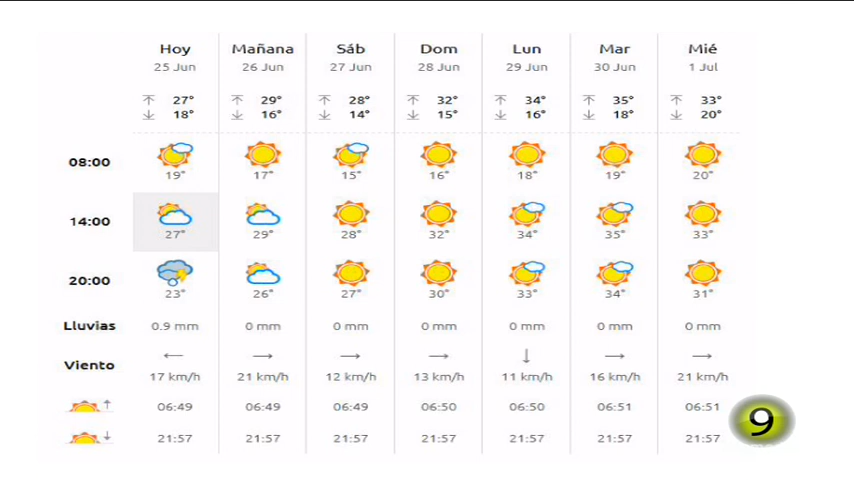 Hoy Mañana Sáb Dom Lun Mar Mié
25 Jun 26 Jun 27 Jun 28 Jun 29 Jun 30 Jun 1 Jul
27° 29° 28° 32° 34° 35° 33°
18° 16° 14° 15° 16° 18° 20°
08:00
19° 17° 15° 16° 18° 19° 20°
14:00
27° 29° 28° 32° 34° 35° 33°
20:00
23° 26° 27° 30° 33° 34° 31°
Lluvias 0.9 mm 0 mm 0 mm 0 mm 0 mm 0 mm 0 mm
Viento
17 km/h 21 km/h 12 km/h 13 km/h 11 km/h 16 km/h 21 km/h
06:49 06:49 06:49 06:50 06:50 06:51 06:51
9
21:57 21:57 21:57 21:57 21:57 21:57 21:57